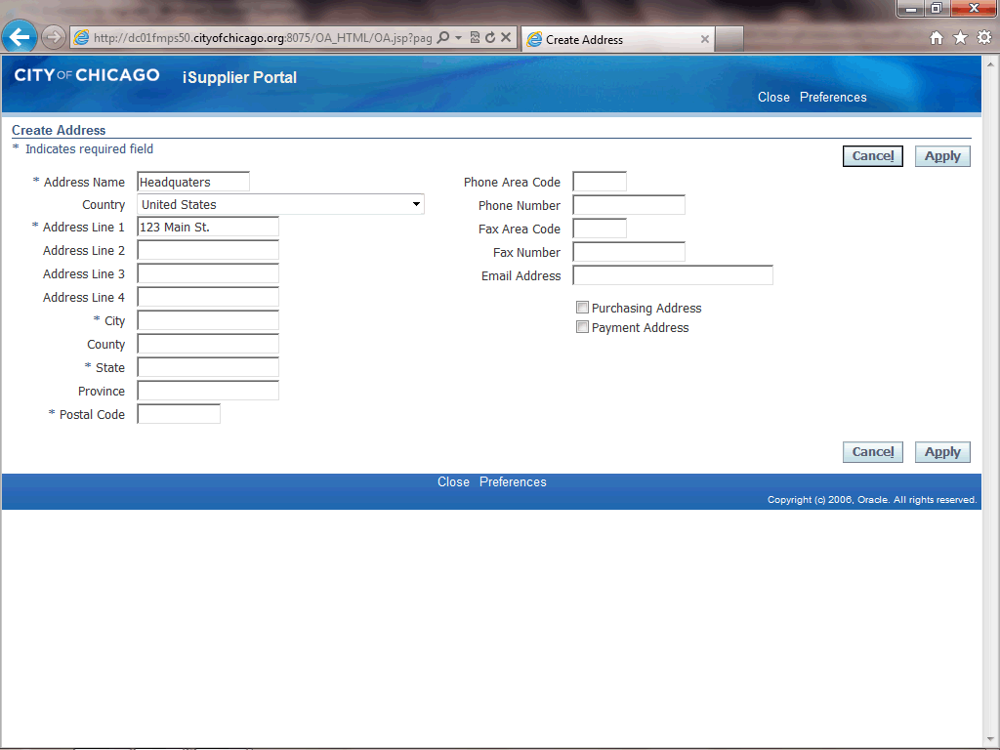 http://dc01fmps50.cityofchicago.org:8075/OA_HTML/OA.jsp?pag
Create Address
CITY OF CHICAGO iSupplier Portal
Close Preferences
Create Address
* Indicates required field
Cancel Apply
* Address Name Headquaters
Country United States
* Address Line 1 123 Main St.
Address Line 2
Address Line 3
Address Line 4
* City
County
* State
Province
* Postal Code
Phone Area Code
Phone Number
Fax Area Code
Fax Number
Email Address
Purchasing Address
Payment Address
Cancel Apply
Close Preferences
Copyright (c) 2006, Oracle. All rights reserved.